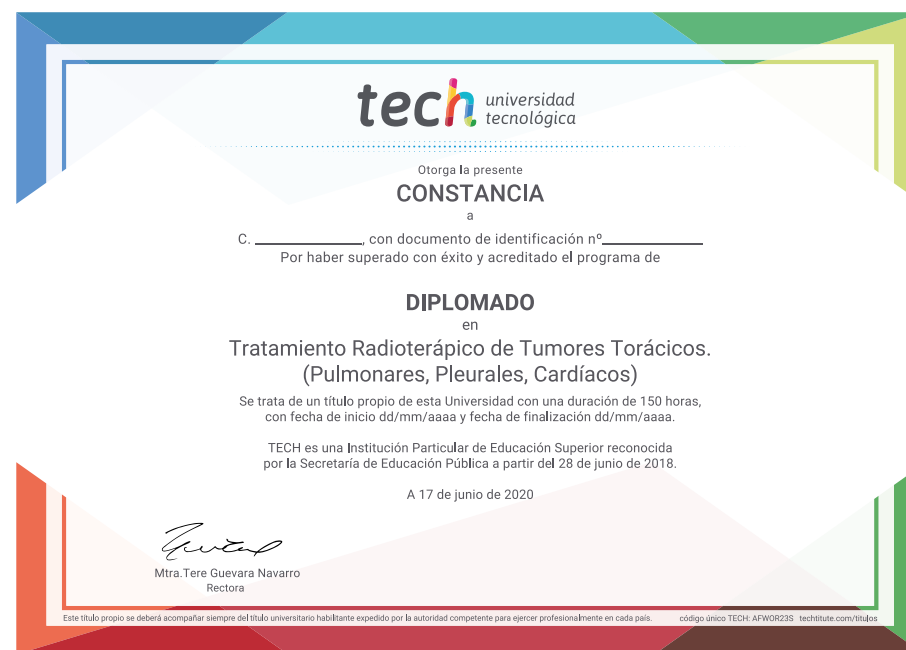 tech universidad
tecnológica
Otorga la presente
CONSTANCIA
a
C. ____________, con documento de identificación nº____________
Por haber superado con éxito y acreditado el programa de
DIPLOMADO
en
Tratamiento Radioterápico de Tumores Torácicos.
(Pulmonares, Pleurales, Cardíacos)
Se trata de un título propio de esta Universidad con una duración de 150 horas,
con fecha de inicio dd/mm/aaaa y fecha de finalización dd/mm/aaaa.
TECH es una Institución Particular de Educación Superior reconocida
por la Secretaría de Educación Pública a partir del 28 de junio de 2018.
A 17 de junio de 2020
Mtra.Tere Guevara Navarro
Rectora
Este título propio se deberá acompañar siempre del título universitario habilitante expedido por la autoridad competente para ejercer profesionalmente en cada país. código único TECH: AFWOR23S techtitute.com/titulos